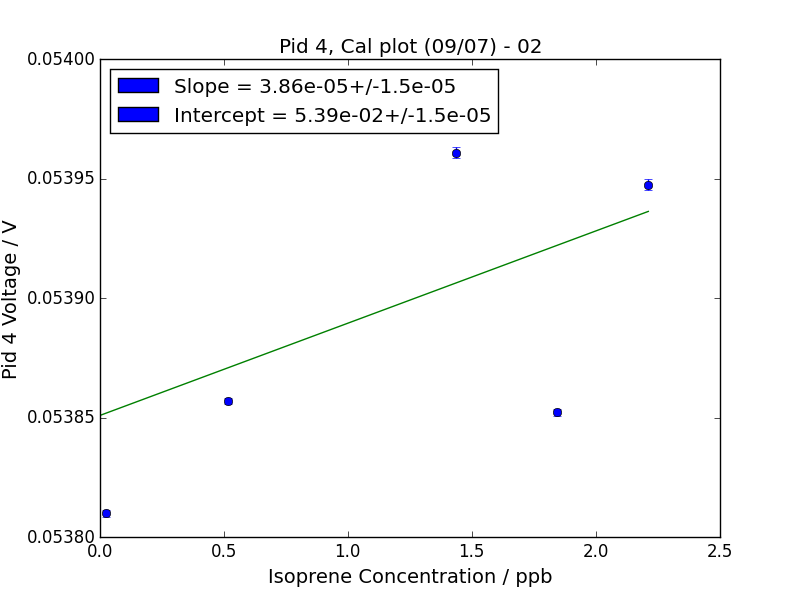 Pid 4, Cal plot (09/07) - 02
Slope = 3.86e-05+/-1.5e-05
Intercept = 5.39e-02+/-1.5e-05
Pid 4 Voltage / V
0.05400
0.05395
0.05390
0.05385
0.05380
0.0 0.5 1.0 1.5 2.0 2.5
Isoprene Concentration / ppb